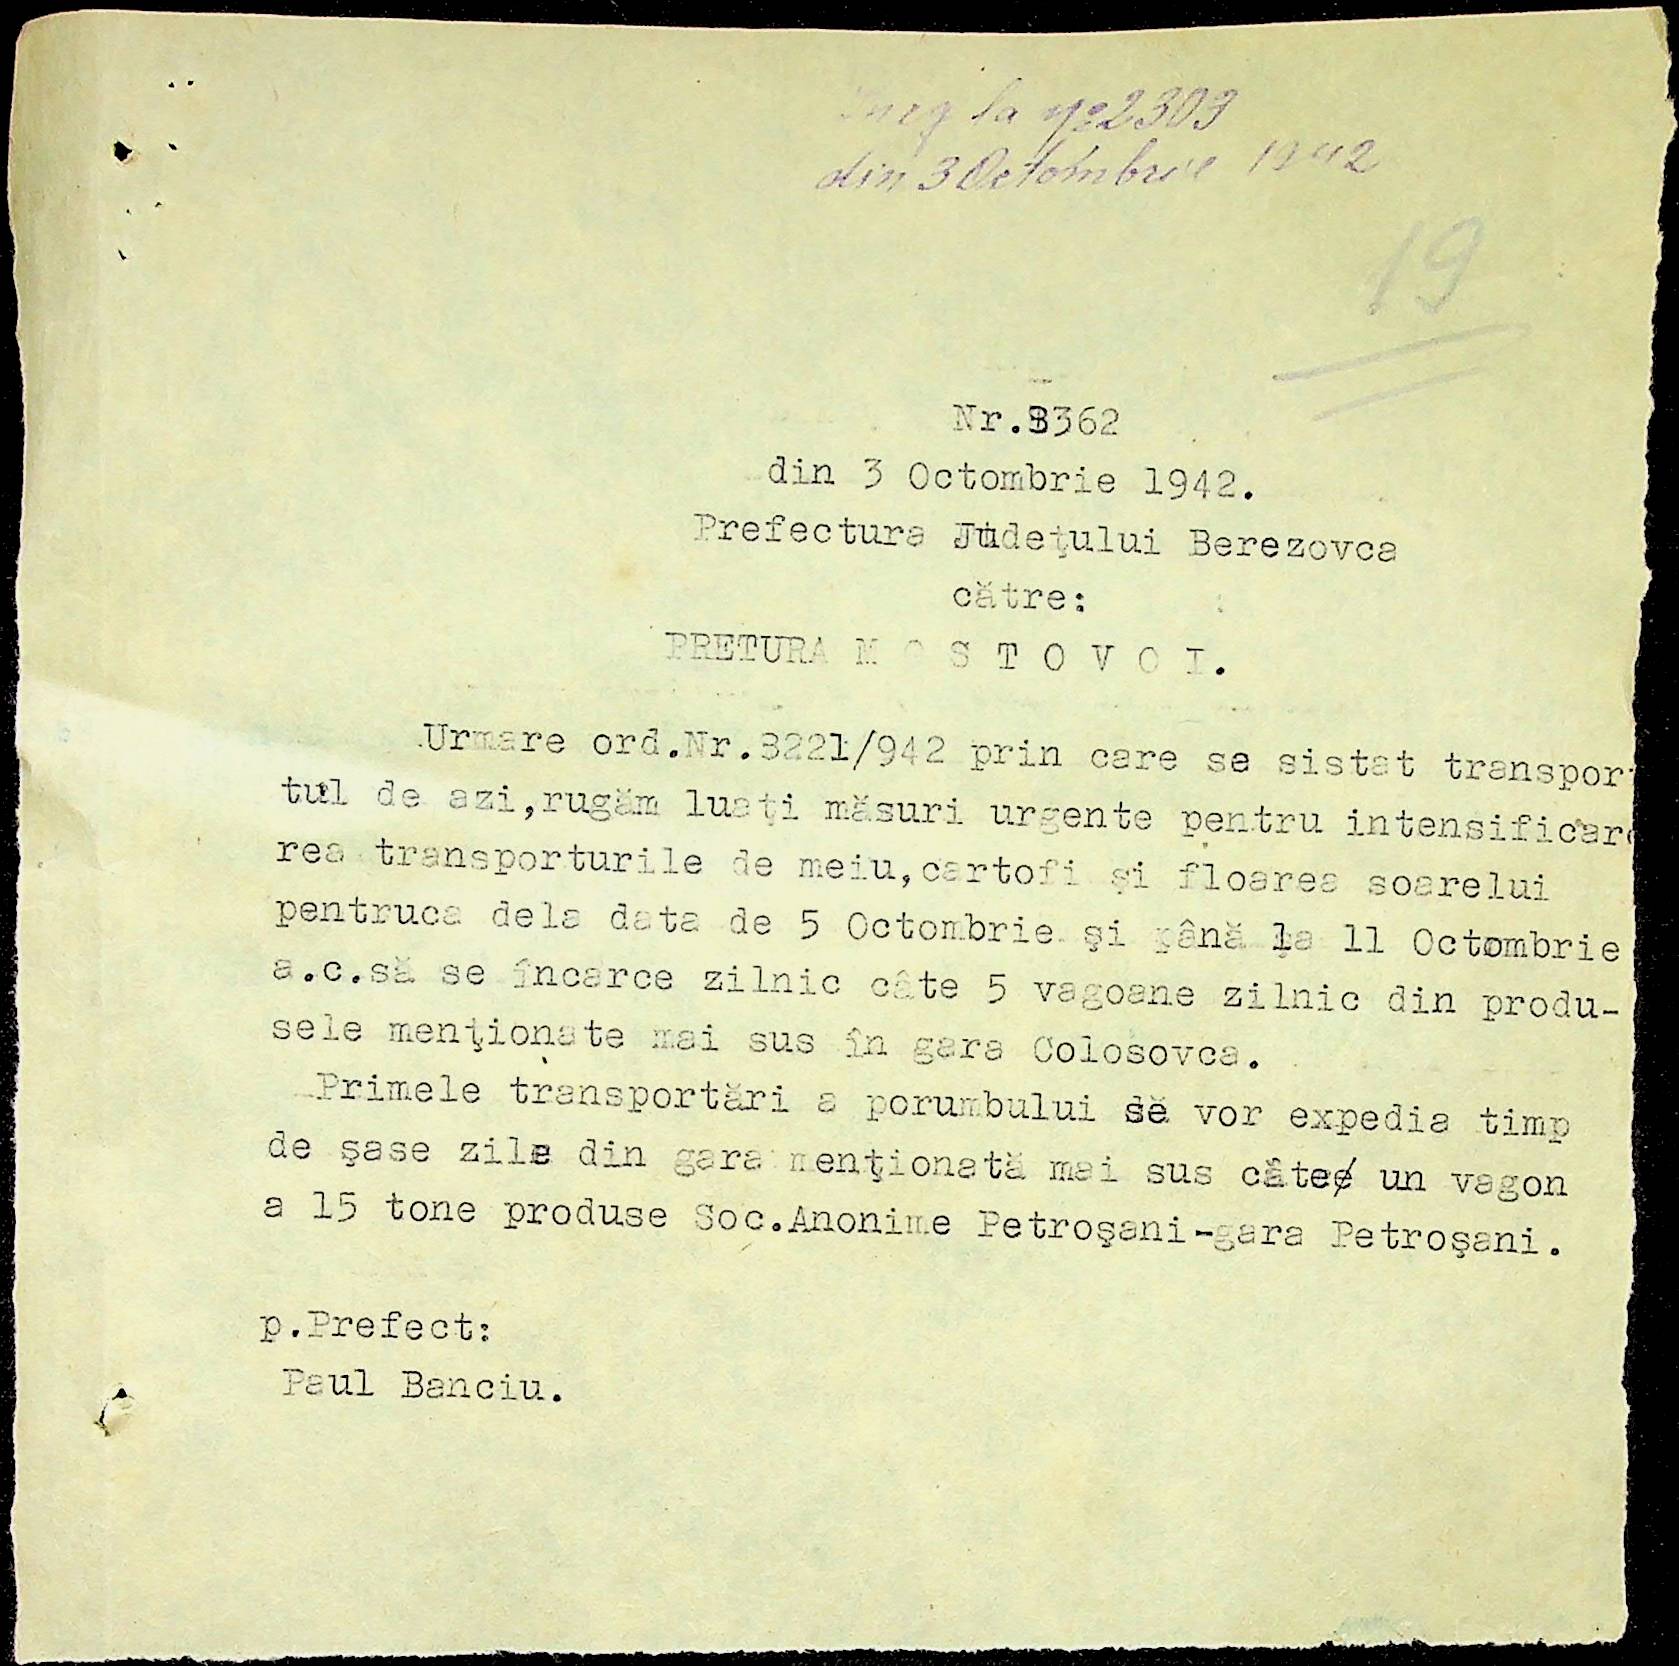 Inreg la № 2303
din 3 Octombrie 1942
19
Nr.8362
din 3 Octombrie 1942.
Prefectura Judeţului Berezovca
către:
PRETURA M O S T O V O I.
Urmare ord.Nr.8221/942 prin care se sistat transpor-
tul de azi,rugăm luaţi măsuri urgente pentru intensificare
rea transporturile de meiu,cartofi şi floarea soarelui
pentruca dela data de 5 Octombrie şi până la 11 Octombrie
a.c.să se încarce zilnic câte 5 vagoane zilnic din produ-
sele menţionate mai sus în gara Colosovca.
Primele transportări a porumbului se vor expedia timp
de şase zile din gara menţionată mai sus câte un vagon
a 15 tone produse Soc.Anonime Petroşani-gara Petroşani.
p.Prefect:
Paul Banciu.